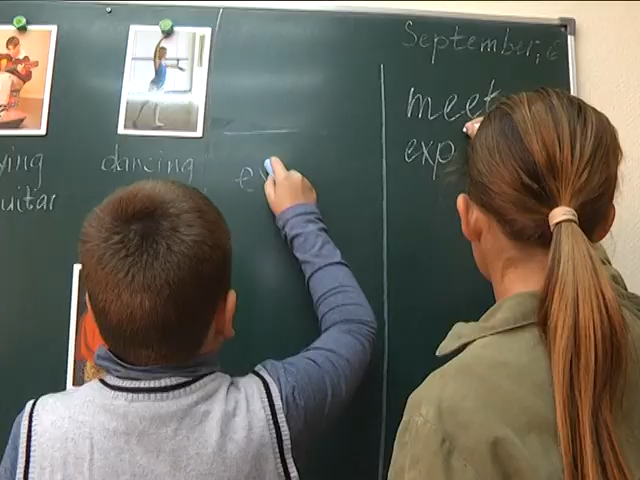 September,
meet
exp
dancing
ex
ying
uitar